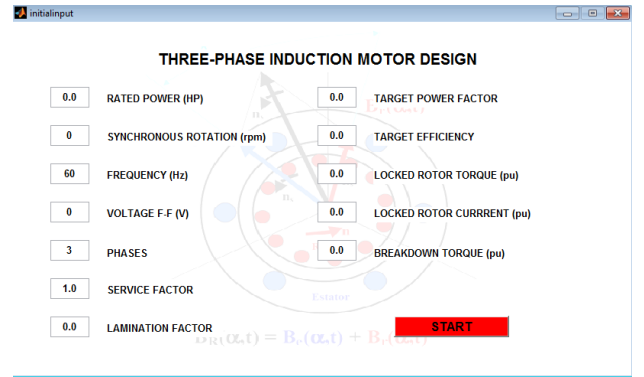 initialinput
THREE-PHASE INDUCTION MOTOR DESIGN
0.0 RATED POWER (HP)
0 SYNCHRONOUS ROTATION (rpm)
60 FREQUENCY (Hz)
0 VOLTAGE F-F (V)
3 PHASES
1.0 SERVICE FACTOR
0.0 LAMINATION FACTOR
0.0 TARGET POWER FACTOR
0.0 TARGET EFFICIENCY
0.0 LOCKED ROTOR TORQUE (pu)
0.0 LOCKED ROTOR CURRRENT (pu)
0.0 BREAKDOWN TORQUE (pu)
START
Estator